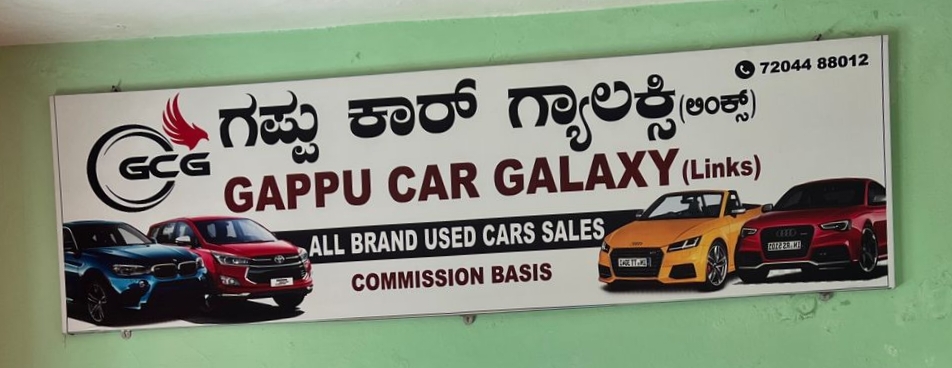 72044 88012
ಗಪ್ಪು ಕಾರ್ ಗ್ಯಾಲಕ್ಸಿ (ಲಿಂಕ್ಸ್)
GCG
GAPPU CAR GALAXY (Links)
ALL BRAND USED CARS SALES
COMMISSION BASIS